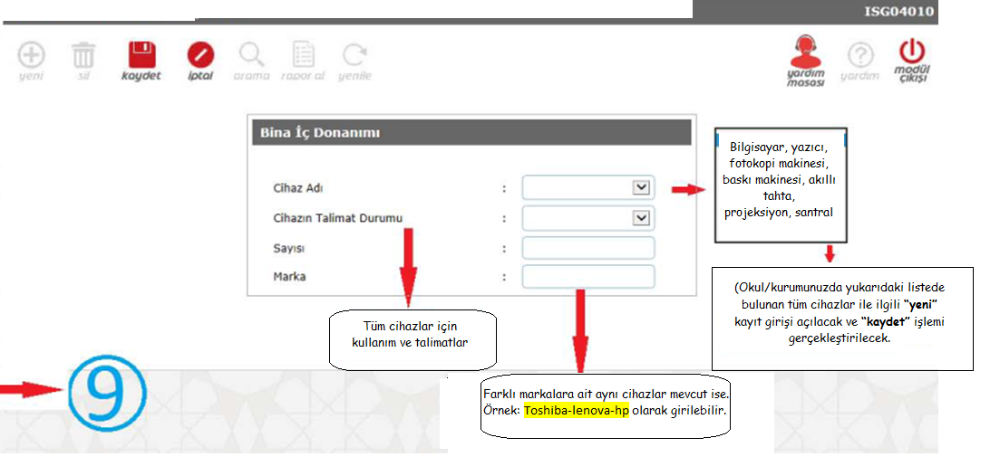 ISG04010
yeni
sil
kaydet
iptal
arama
rapor al
yenile
yardım
masası
yardım
modül
çıkışı
Bina İç Donanımı
Cihaz Adı :
Cihazın Talimat Durumu :
Sayısı :
Marka :
Bilgisayar, yazıcı,
fotokopi makinesi,
baskı makinesi, akıllı
tahta,
projeksiyon, santral
(Okul/kurumunuzda yukarıdaki listede
bulunan tüm cihazlar ile ilgili “yeni”
kayıt girişi açılacak ve “kaydet” işlemi
gerçekleştirilecek.
Tüm cihazlar için
kullanım ve talimatlar
9
Farklı markalara ait aynı cihazlar mevcut ise.
Örnek: Toshiba-lenova-hp olarak girilebilir.